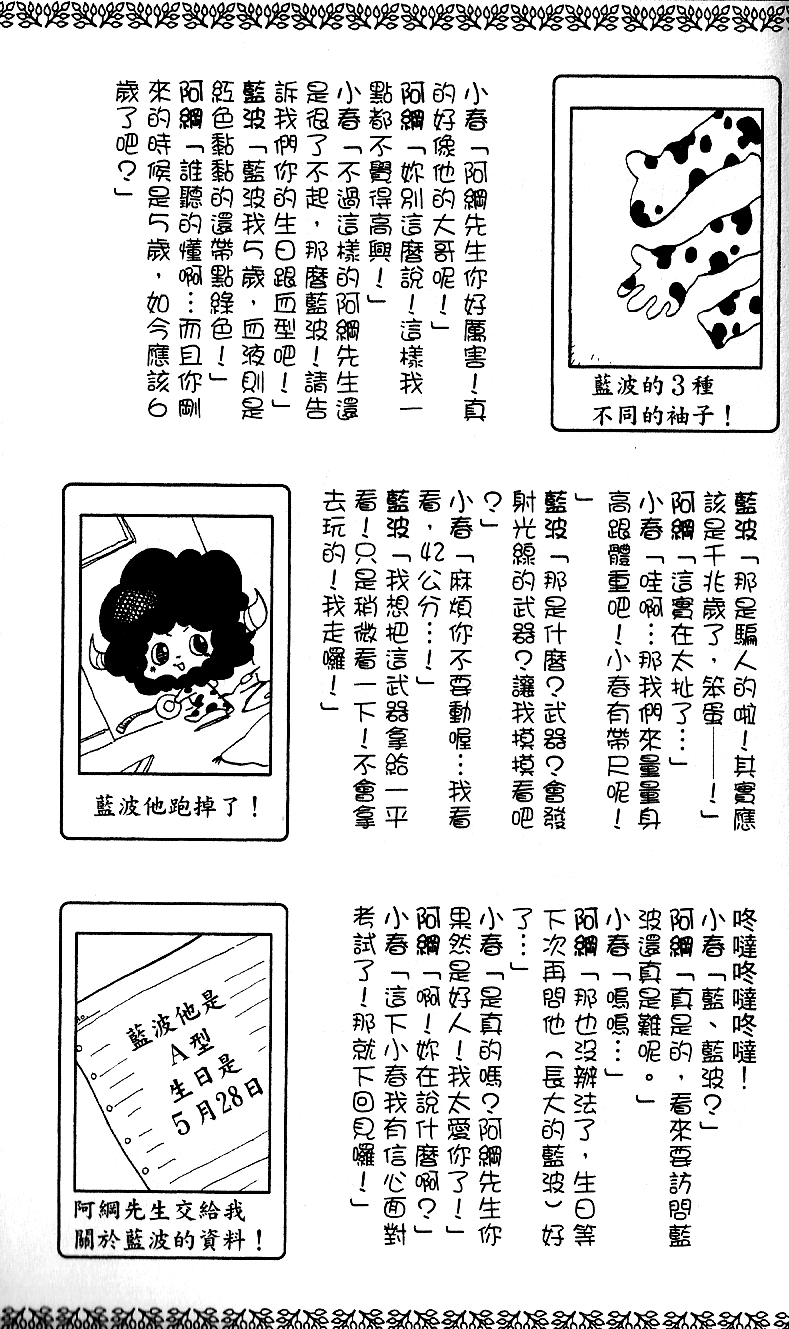 藍波的3種
不同的袖子！
小春「阿綱先生你好厲害！真
的好像他的大哥呢！」
阿綱「妳別這麼說！這樣我一
點都不覺得高興！」
小春「不過這樣的阿綱先生還
是很了不起，那麼藍波！請告
訴我們你的生日跟血型吧！」
藍波「藍波我5歲，血液則是
紅色黏黏的還帶點綠色！」
阿綱「誰聽的懂啊…而且你剛
來的時候是5歲，如今應該6
歲了吧？」
藍波「那是騙人的啦！其實應
該是千兆歲了，笨蛋——！」
阿綱「這實在太扯了…」
小春「哇啊…那我們來量量身
高跟體重吧！小春有帶尺呢！
」
藍波「那是什麼？武器？會發
射光線的武器？讓我摸摸看吧
？」
小春「麻煩你不要動喔…我看
看，42公分…！」
藍波「我想把這武器拿給一平
看！只是稍微看一下！不會拿
去玩的！我走囉！」
藍波他跑掉了！
咚噠咚噠咚噠！
小春「藍、藍波？」
阿綱「真是的，看來要訪問藍
波還真是難呢。」
小春「嗚嗚…」
阿綱「那也沒辦法了，生日等
下次再問他（長大的藍波）好
了…」
小春「是真的嗎？阿綱先生你
果然是好人！我太愛你了！」
阿綱「啊！妳在說什麼啊？」
小春「這下小春我有信心面對
考試了！那就下回見囉！」
藍波他是
A型
生日是
5月28日
阿綱先生交給我
關於藍波的資料！